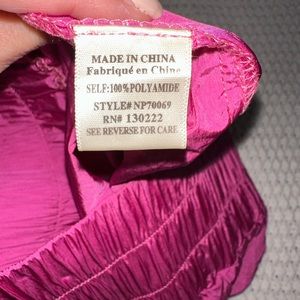 MADE IN CHINA
Fabriqué en Chine
SELF:100%POLYAMIDE
STYLE# NP70069
RN# 130222
SEE REVERSE FOR CARE